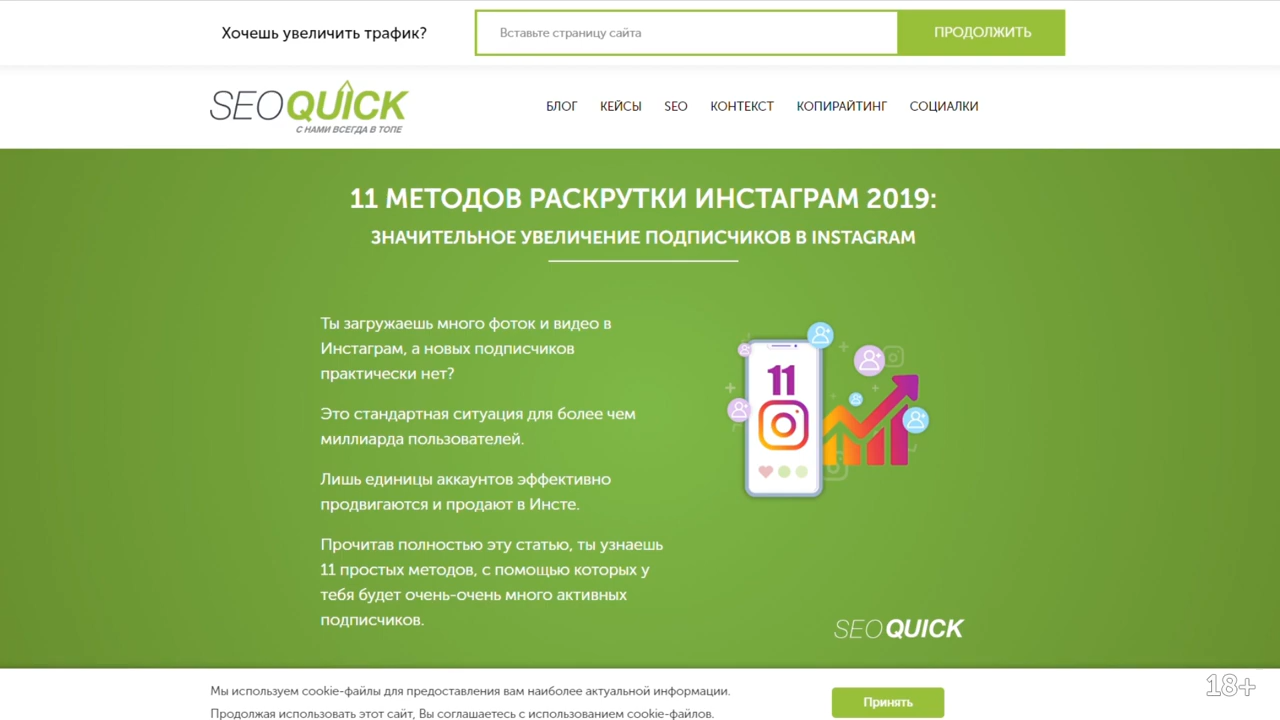 Хочешь увеличить трафик?
Вставьте страницу сайта
ПРОДОЛЖИТЬ
SEOQUICK
С НАМИ ВСЕГДА В ТОПЕ
БЛОГ КЕЙСЫ SEO КОНТЕКСТ КОПИРАЙТИНГ СОЦИАЛКИ
11 МЕТОДОВ РАСКРУТКИ ИНСТАГРАМ 2019:
ЗНАЧИТЕЛЬНОЕ УВЕЛИЧЕНИЕ ПОДПИСЧИКОВ В INSTAGRAM
Ты загружаешь много фоток и видео в
Инстаграм, а новых подписчиков
практически нет?
Это стандартная ситуация для более чем
миллиарда пользователей.
Лишь единицы аккаунтов эффективно
продвигаются и продают в Инсте.
Прочитав полностью эту статью, ты узнаешь
11 простых методов, с помощью которых у
тебя будет очень-очень много активных
подписчиков.
11
SEOQUICK
Мы используем cookie-файлы для предоставления вам наиболее актуальной информации.
Продолжая использовать этот сайт, Вы соглашаетесь с использованием cookie-файлов.
Принять
18+